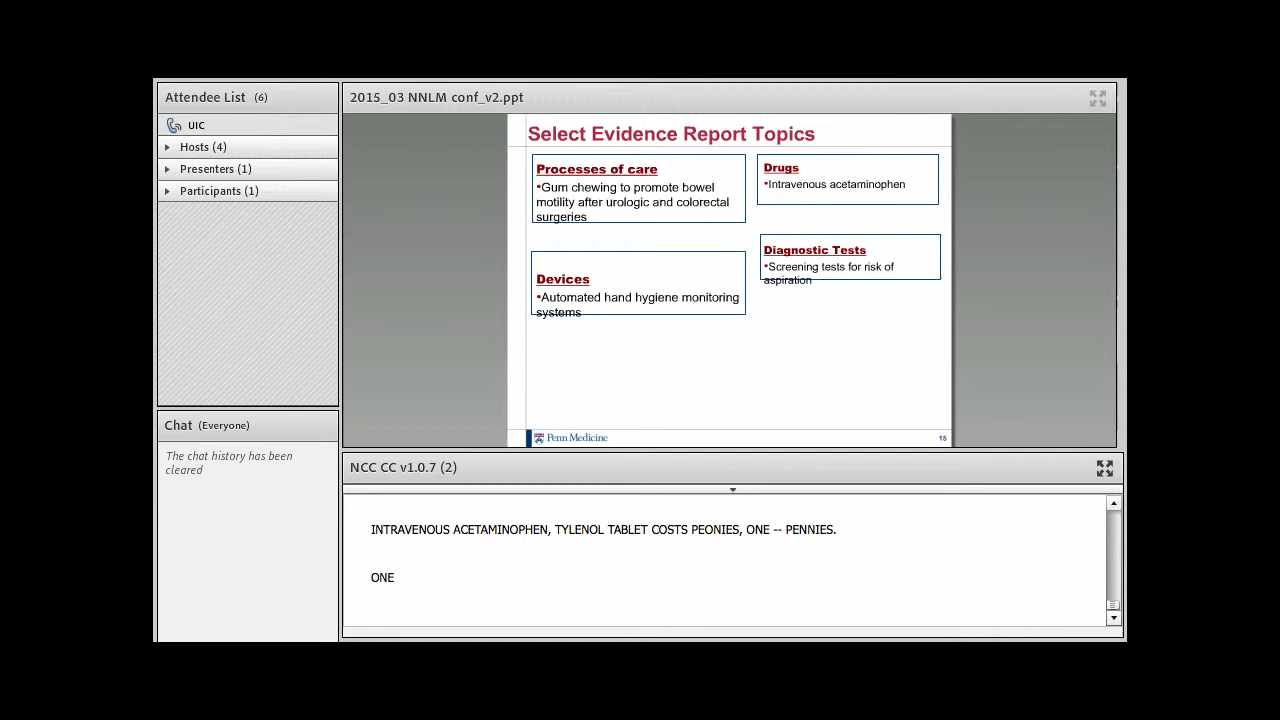 Attendee List (6)
UIC
Hosts (4)
Presenters (1)
Participants (1)
Chat (Everyone)
The chat history has been
cleared
2015_03 NNLM conf_v2.ppt
Select Evidence Report Topics
Processes of care
•Gum chewing to promote bowel
motility after urologic and colorectal
surgeries
Drugs
•Intravenous acetaminophen
Devices
•Automated hand hygiene monitoring
systems
Diagnostic Tests
•Screening tests for risk of
aspiration
Penn Medicine
15
NCC CC v1.0.7 (2)
INTRAVENOUS ACETAMINOPHEN, TYLENOL TABLET COSTS PEONIES, ONE -- PENNIES.
ONE